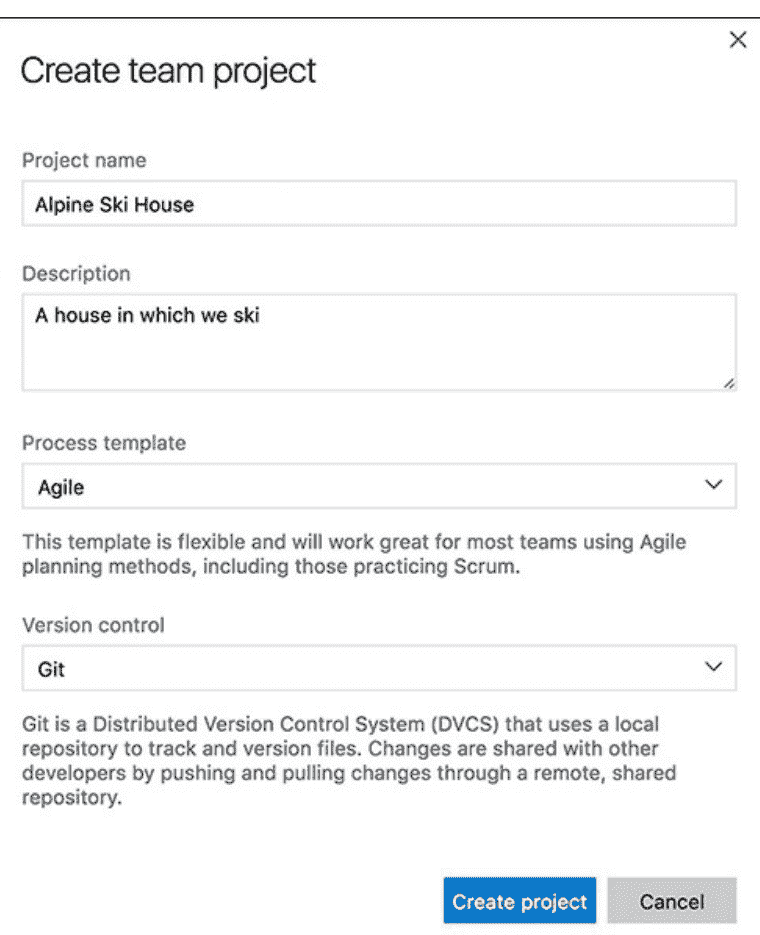 Create team project
Project name
Alpine Ski House
Description
A house in which we ski
Process template
Agile
This template is flexible and will work great for most teams using Agile
planning methods, including those practicing Scrum.
Version control
Git
Git is a Distributed Version Control System (DVCS) that uses a local
repository to track and version files. Changes are shared with other
developers by pushing and pulling changes through a remote, shared
repository.
Create project Cancel